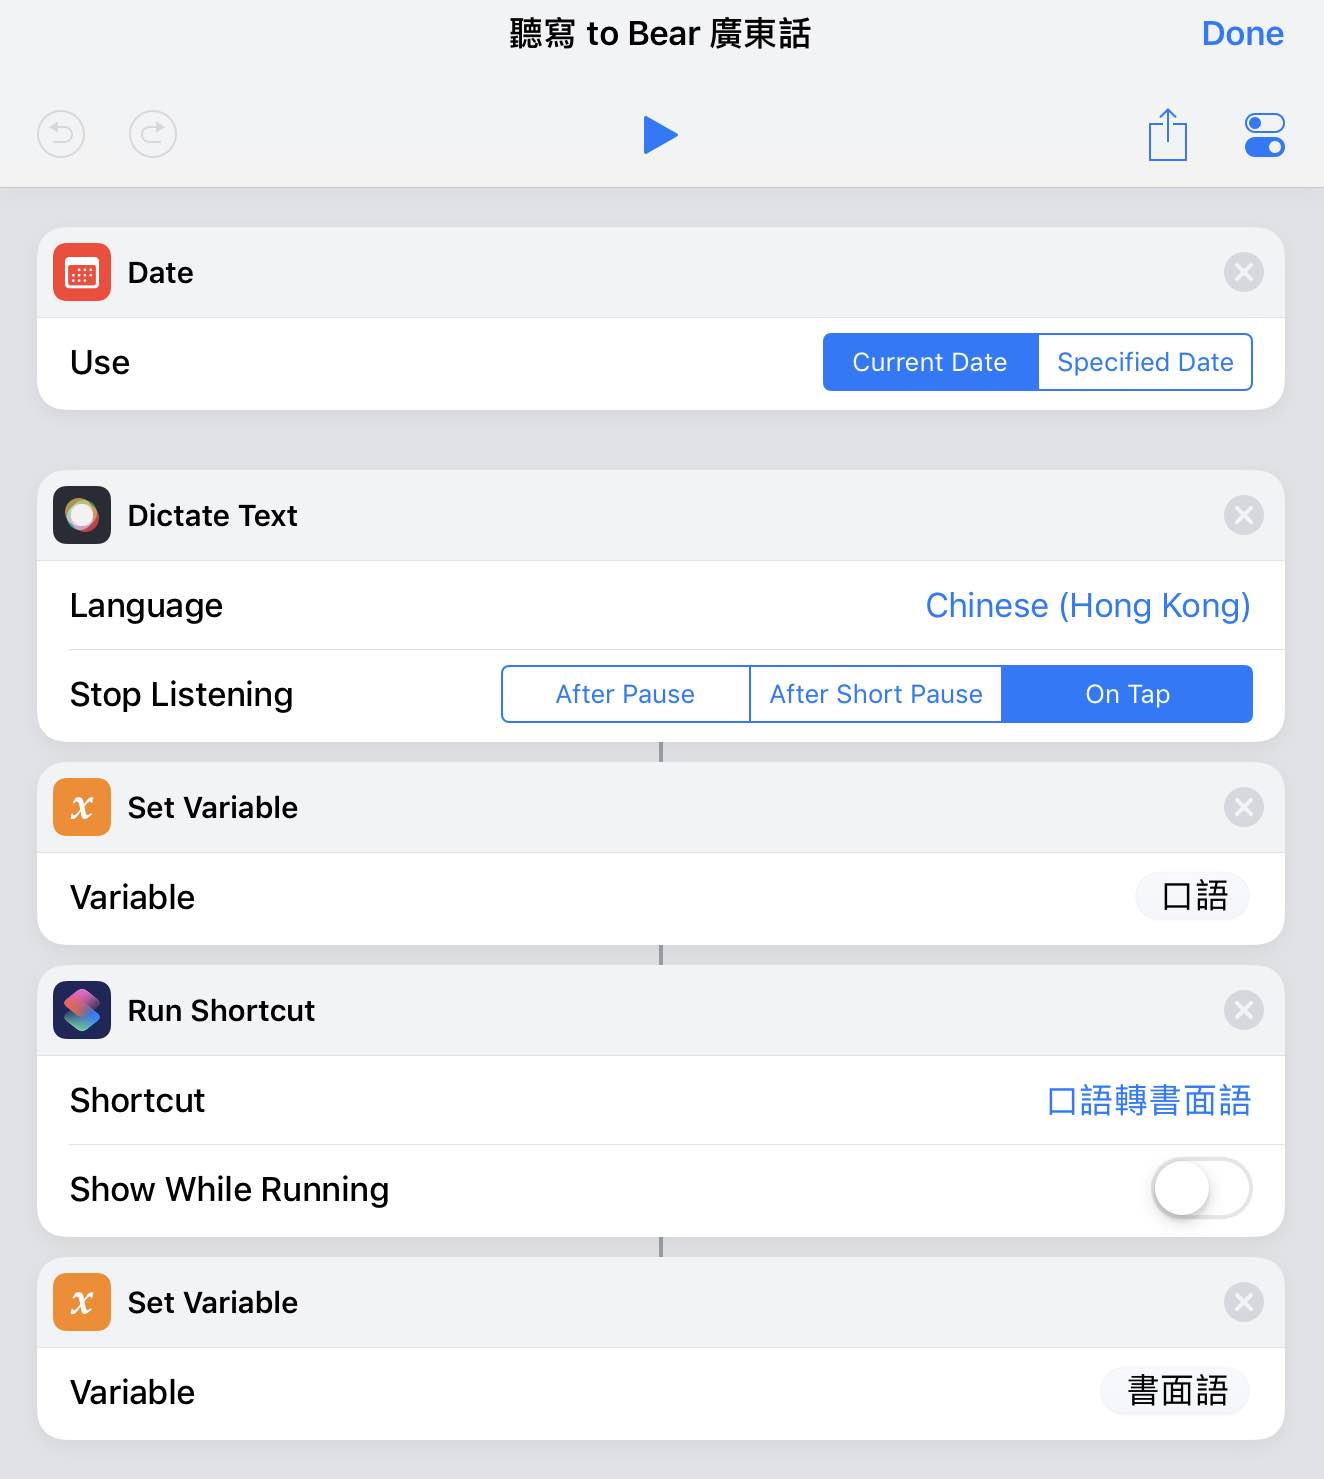 聽寫 to Bear 廣東話
Done
Date
Use
Current Date
Specified Date
Dictate Text
Language
Chinese (Hong Kong)
Stop Listening
After Pause
After Short Pause
On Tap
x
Set Variable
Variable
口語
Run Shortcut
Shortcut
口語轉書面語
Show While Running
x
Set Variable
Variable
書面語